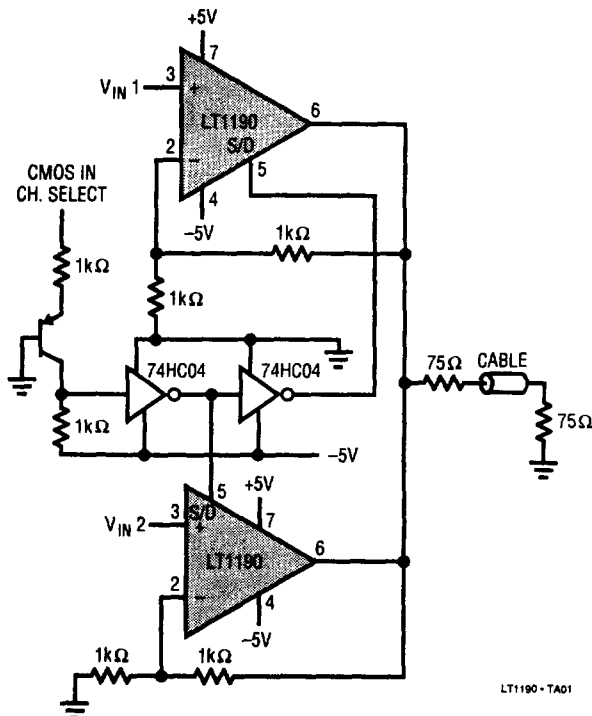 +5V
7
V_IN 1
3
+
6
LT1190
S/D
2
−
5
4
−5V
CMOS IN
CH. SELECT
1kΩ
1kΩ
1kΩ
74HC04
74HC04
75Ω
CABLE
1kΩ
75Ω
−5V
5
+5V
S/D
7
V_IN 2
3
+
6
LT1190
2
−
4
−5V
1kΩ
1kΩ
LT1190 • TA01